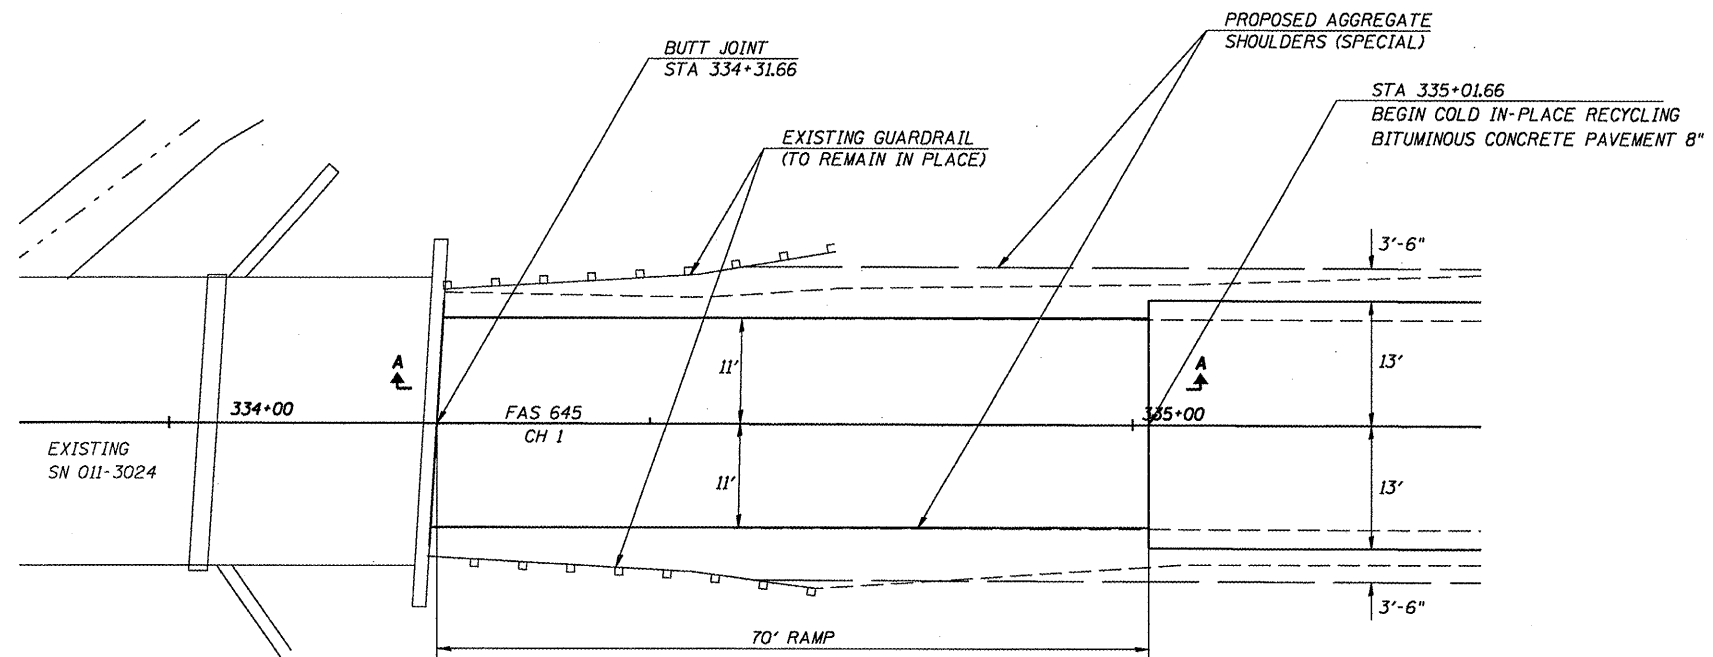 PROPOSED AGGREGATE
SHOULDERS (SPECIAL)
BUTT JOINT
STA 334+31.66
STA 335+01.66
BEGIN COLD IN-PLACE RECYCLING
BITUMINOUS CONCRETE PAVEMENT 8"
EXISTING GUARDRAIL
(TO REMAIN IN PLACE)
3'-6"
A
A
11'
13'
334+00
FAS 645
CH 1
335+00
EXISTING
SN 011-3024
11'
13'
3'-6"
70' RAMP